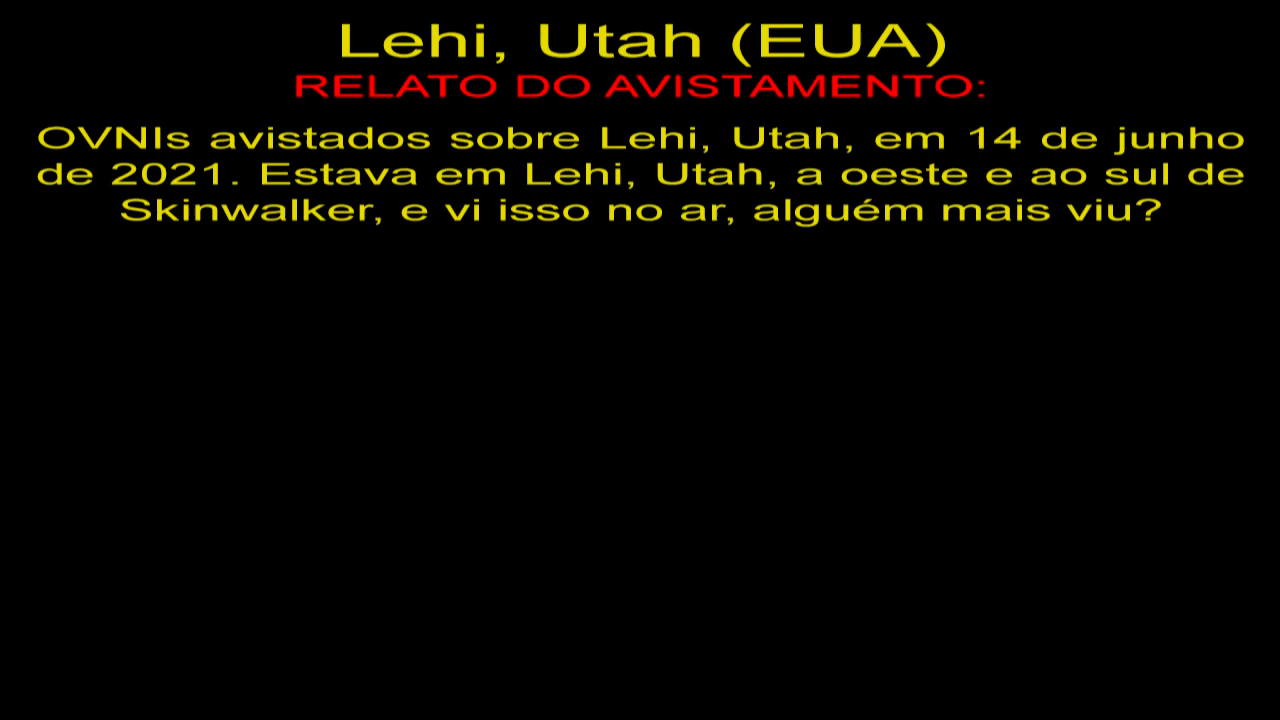 Lehi, Utah (EUA)
RELATO DO AVISTAMENTO:
OVNIs avistados sobre Lehi, Utah, em 14 de junho
de 2021. Estava em Lehi, Utah, a oeste e ao sul de
Skinwalker, e vi isso no ar, alguém mais viu?